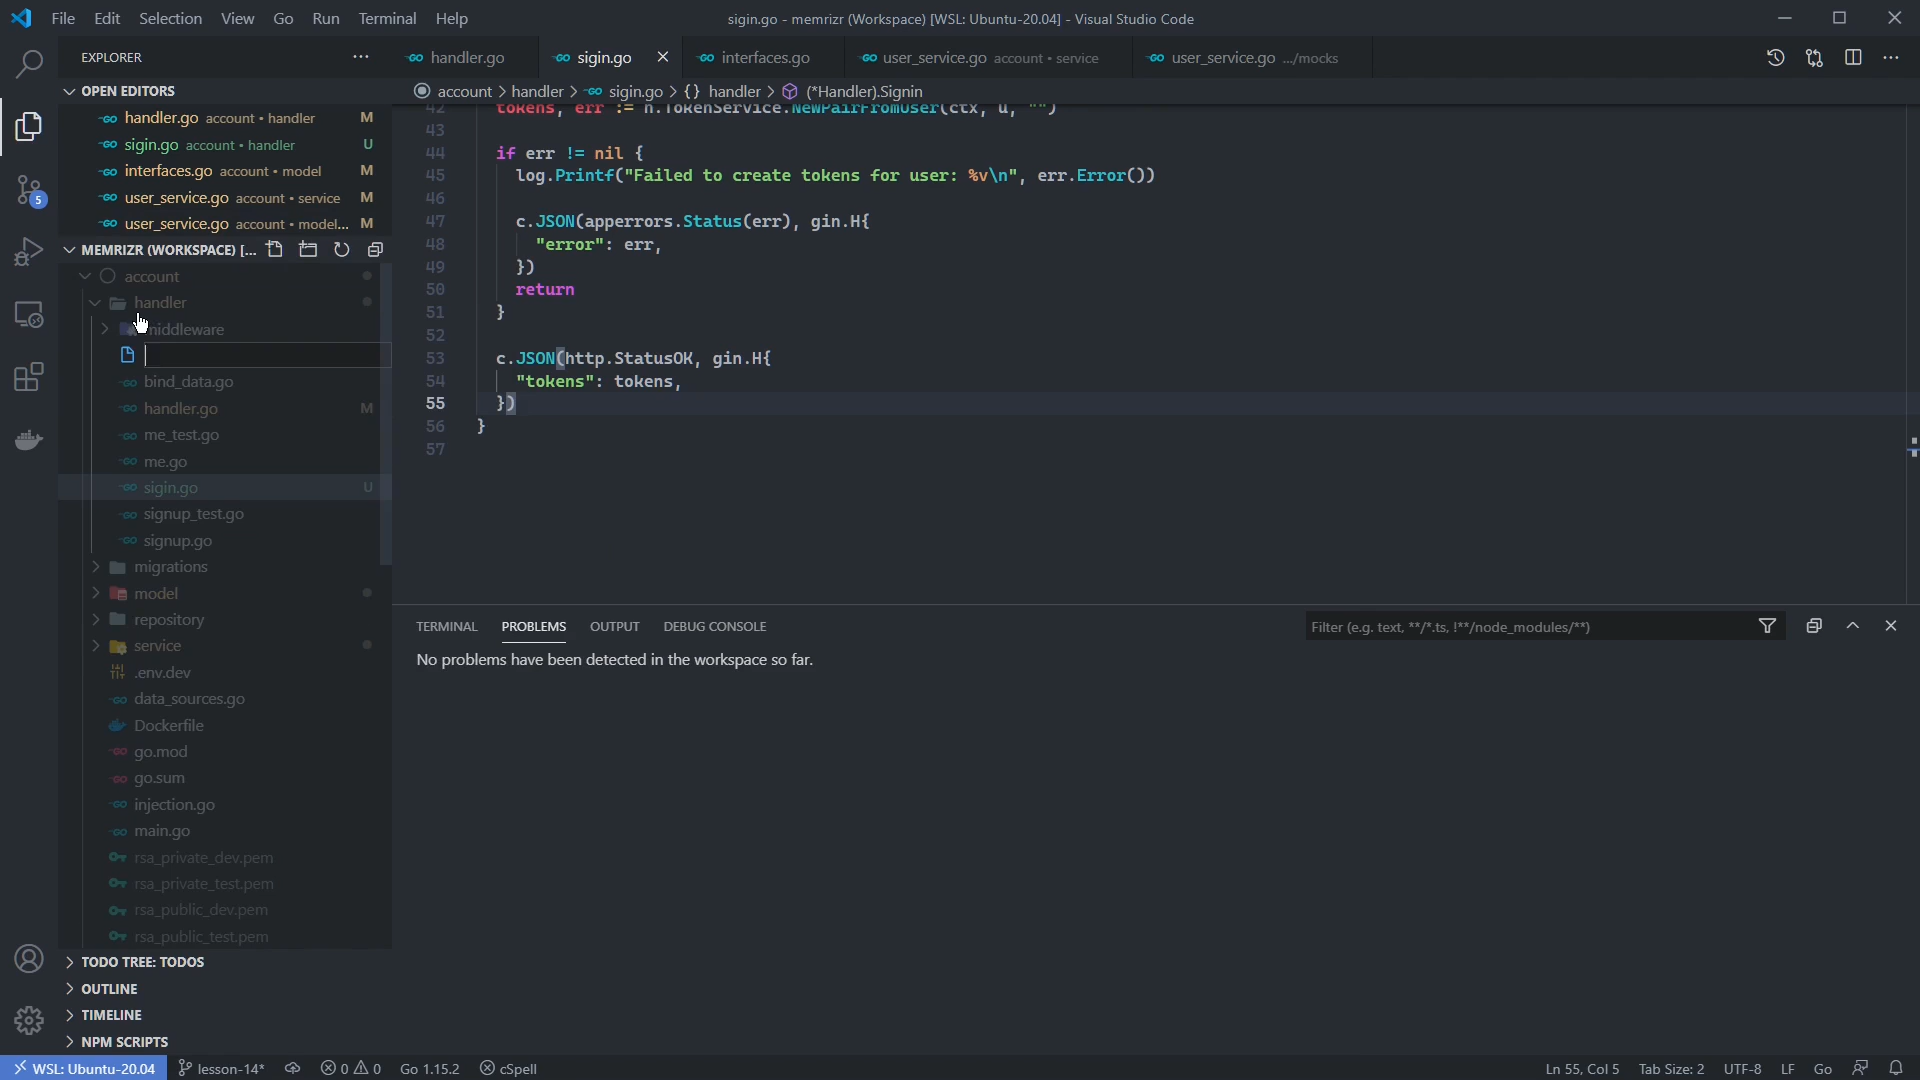 File Edit Selection View Go Run Terminal Help
sigin.go - memrizr (Workspace) [WSL: Ubuntu-20.04] - Visual Studio Code
EXPLORER
handler.go
sigin.go
interfaces.go
user_service.go account • service
user_service.go .../mocks
OPEN EDITORS
account > handler > sigin.go > {} handler > (*Handler).Signin
handler.go account • handler M
sigin.go account • handler U
interfaces.go account • model M
user_service.go account • service M
user_service.go account • model... M
MEMRIZR (WORKSPACE) [...
account
handler
middleware
bind_data.go
handler.go M
me_test.go
me.go
sigin.go U
signup_test.go
signup.go
migrations
model
repository
service
.env.dev
data_sources.go
Dockerfile
go.mod
go.sum
injection.go
main.go
rsa_private_dev.pem
rsa_private_test.pem
rsa_public_dev.pem
rsa_public_test.pem
TODO TREE: TODOS
OUTLINE
TIMELINE
NPM SCRIPTS
42 tokens, err := h.TokenService.NewPairFromUser(ctx, u, "")
43
44 if err != nil {
45 log.Printf("Failed to create tokens for user: %v\n", err.Error())
46
47 c.JSON(apperrors.Status(err), gin.H{
48 "error": err,
49 })
50 return
51 }
52
53 c.JSON(http.StatusOK, gin.H{
54 "tokens": tokens,
55 })
56 }
57
TERMINAL PROBLEMS OUTPUT DEBUG CONSOLE
Filter (e.g. text, **/*.ts, !**/node_modules/**)
No problems have been detected in the workspace so far.
WSL: Ubuntu-20.04 lesson-14* 0 0 Go 1.15.2 cSpell
Ln 55, Col 5 Tab Size: 2 UTF-8 LF Go
5